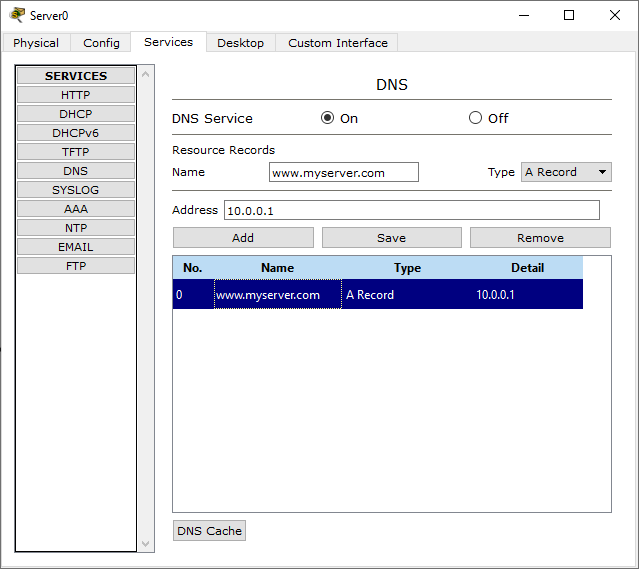 Server0
Physical Config Services Desktop Custom Interface
SERVICES
HTTP
DHCP
DHCPv6
TFTP
DNS
SYSLOG
AAA
NTP
EMAIL
FTP
DNS
DNS Service On Off
Resource Records
Name www.myserver.com Type A Record
Address 10.0.0.1
Add Save Remove
No. Name Type Detail
0 www.myserver.com A Record 10.0.0.1
DNS Cache